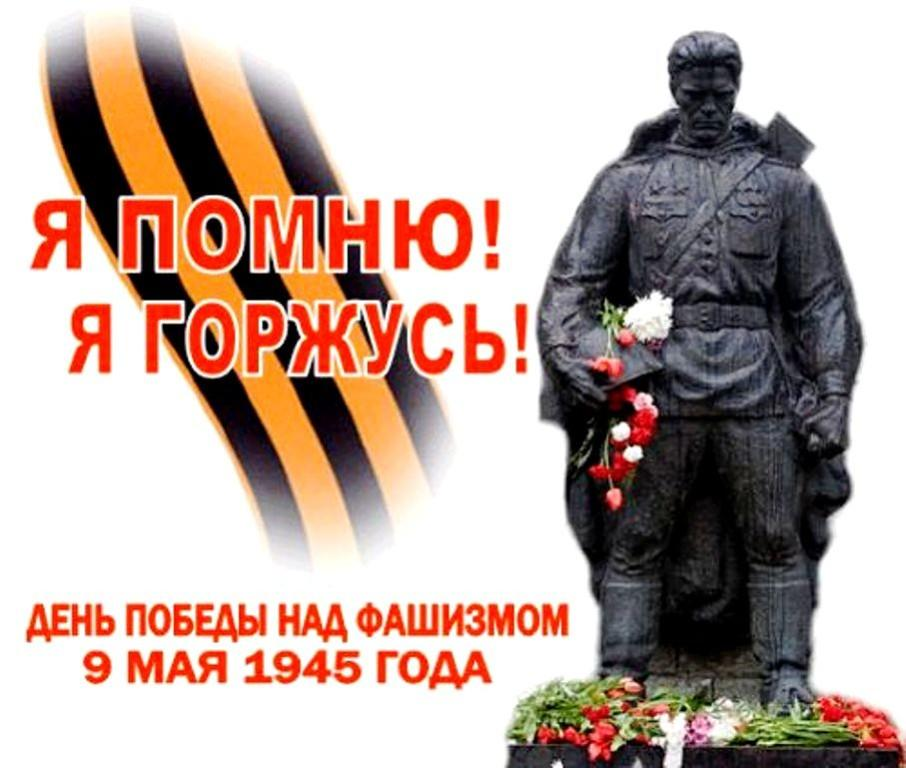 Я ПОМНЮ!
Я ГОРЖУСЬ!
ДЕНЬ ПОБЕДЫ НАД ФАШИЗМОМ
9 МАЯ 1945 ГОДА